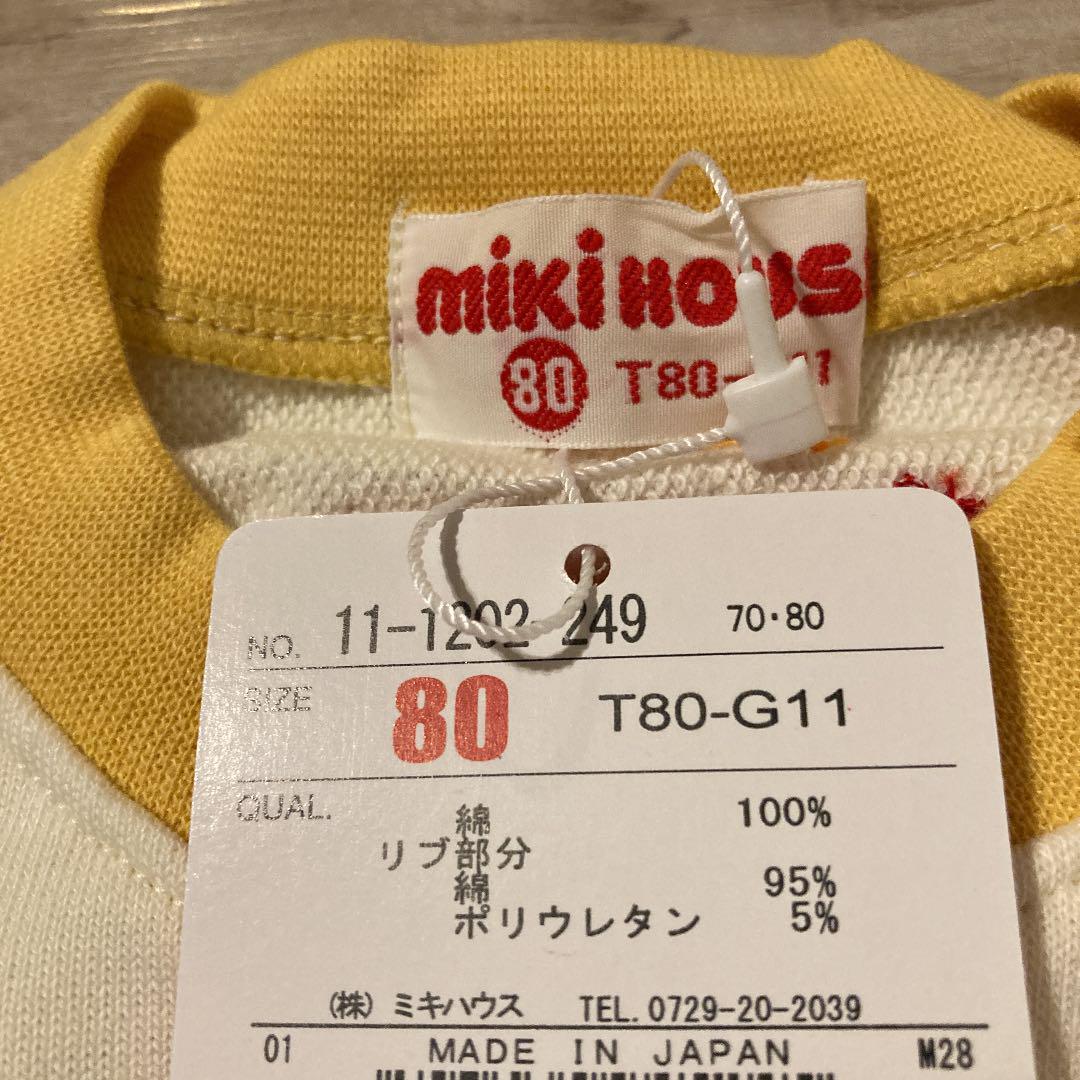 miki HOUS
80 T80-
NO. 11-1202-249 70・80
SIZE 80 T80-G11
QUAL. 綿 100%
リブ部分
綿 95%
ポリウレタン 5%
(株) ミキハウス TEL. 0729-20-2039
01 MADE IN JAPAN M28